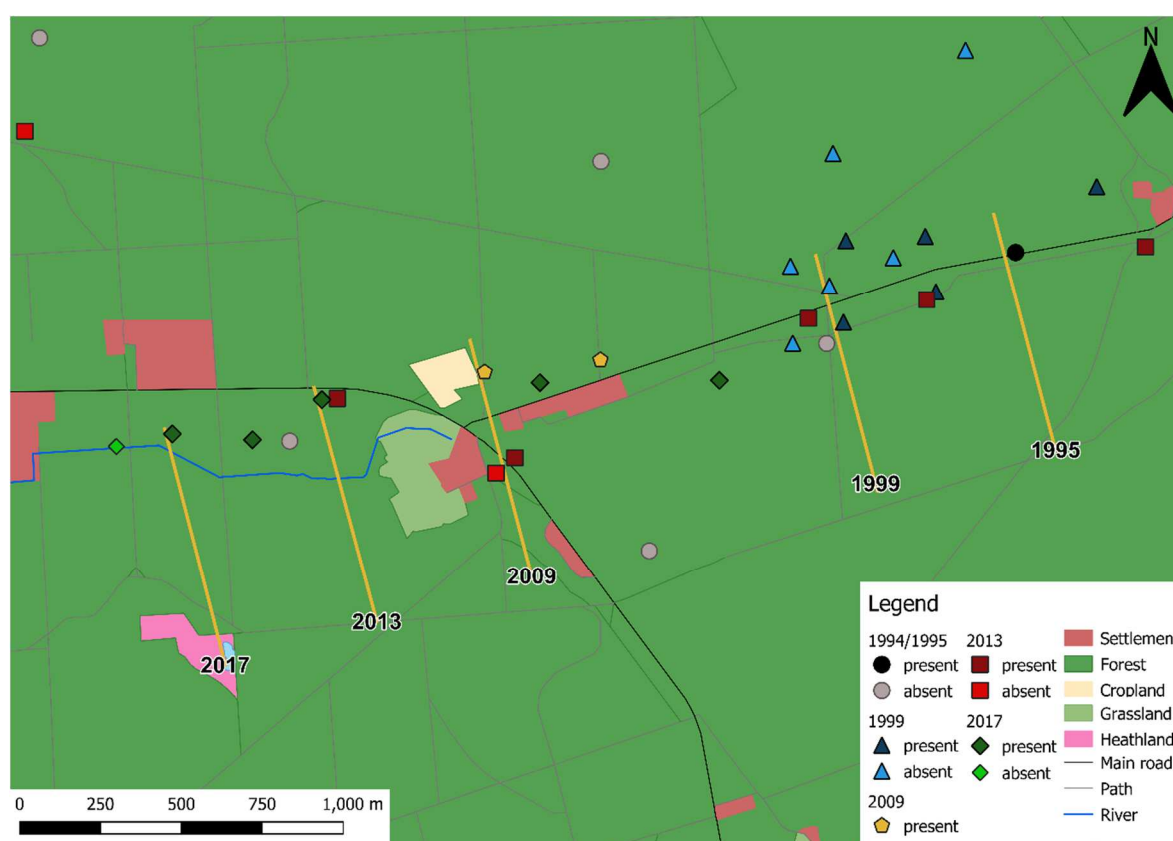 N
1995
1999
2009
2013
2017
Legend
1994/1995
present
absent
1999
present
absent
2009
present
2013
present
absent
2017
present
absent
Settlemen
Forest
Cropland
Grassland
Heathland
Main road
Path
River
0 250 500 750 1,000 m